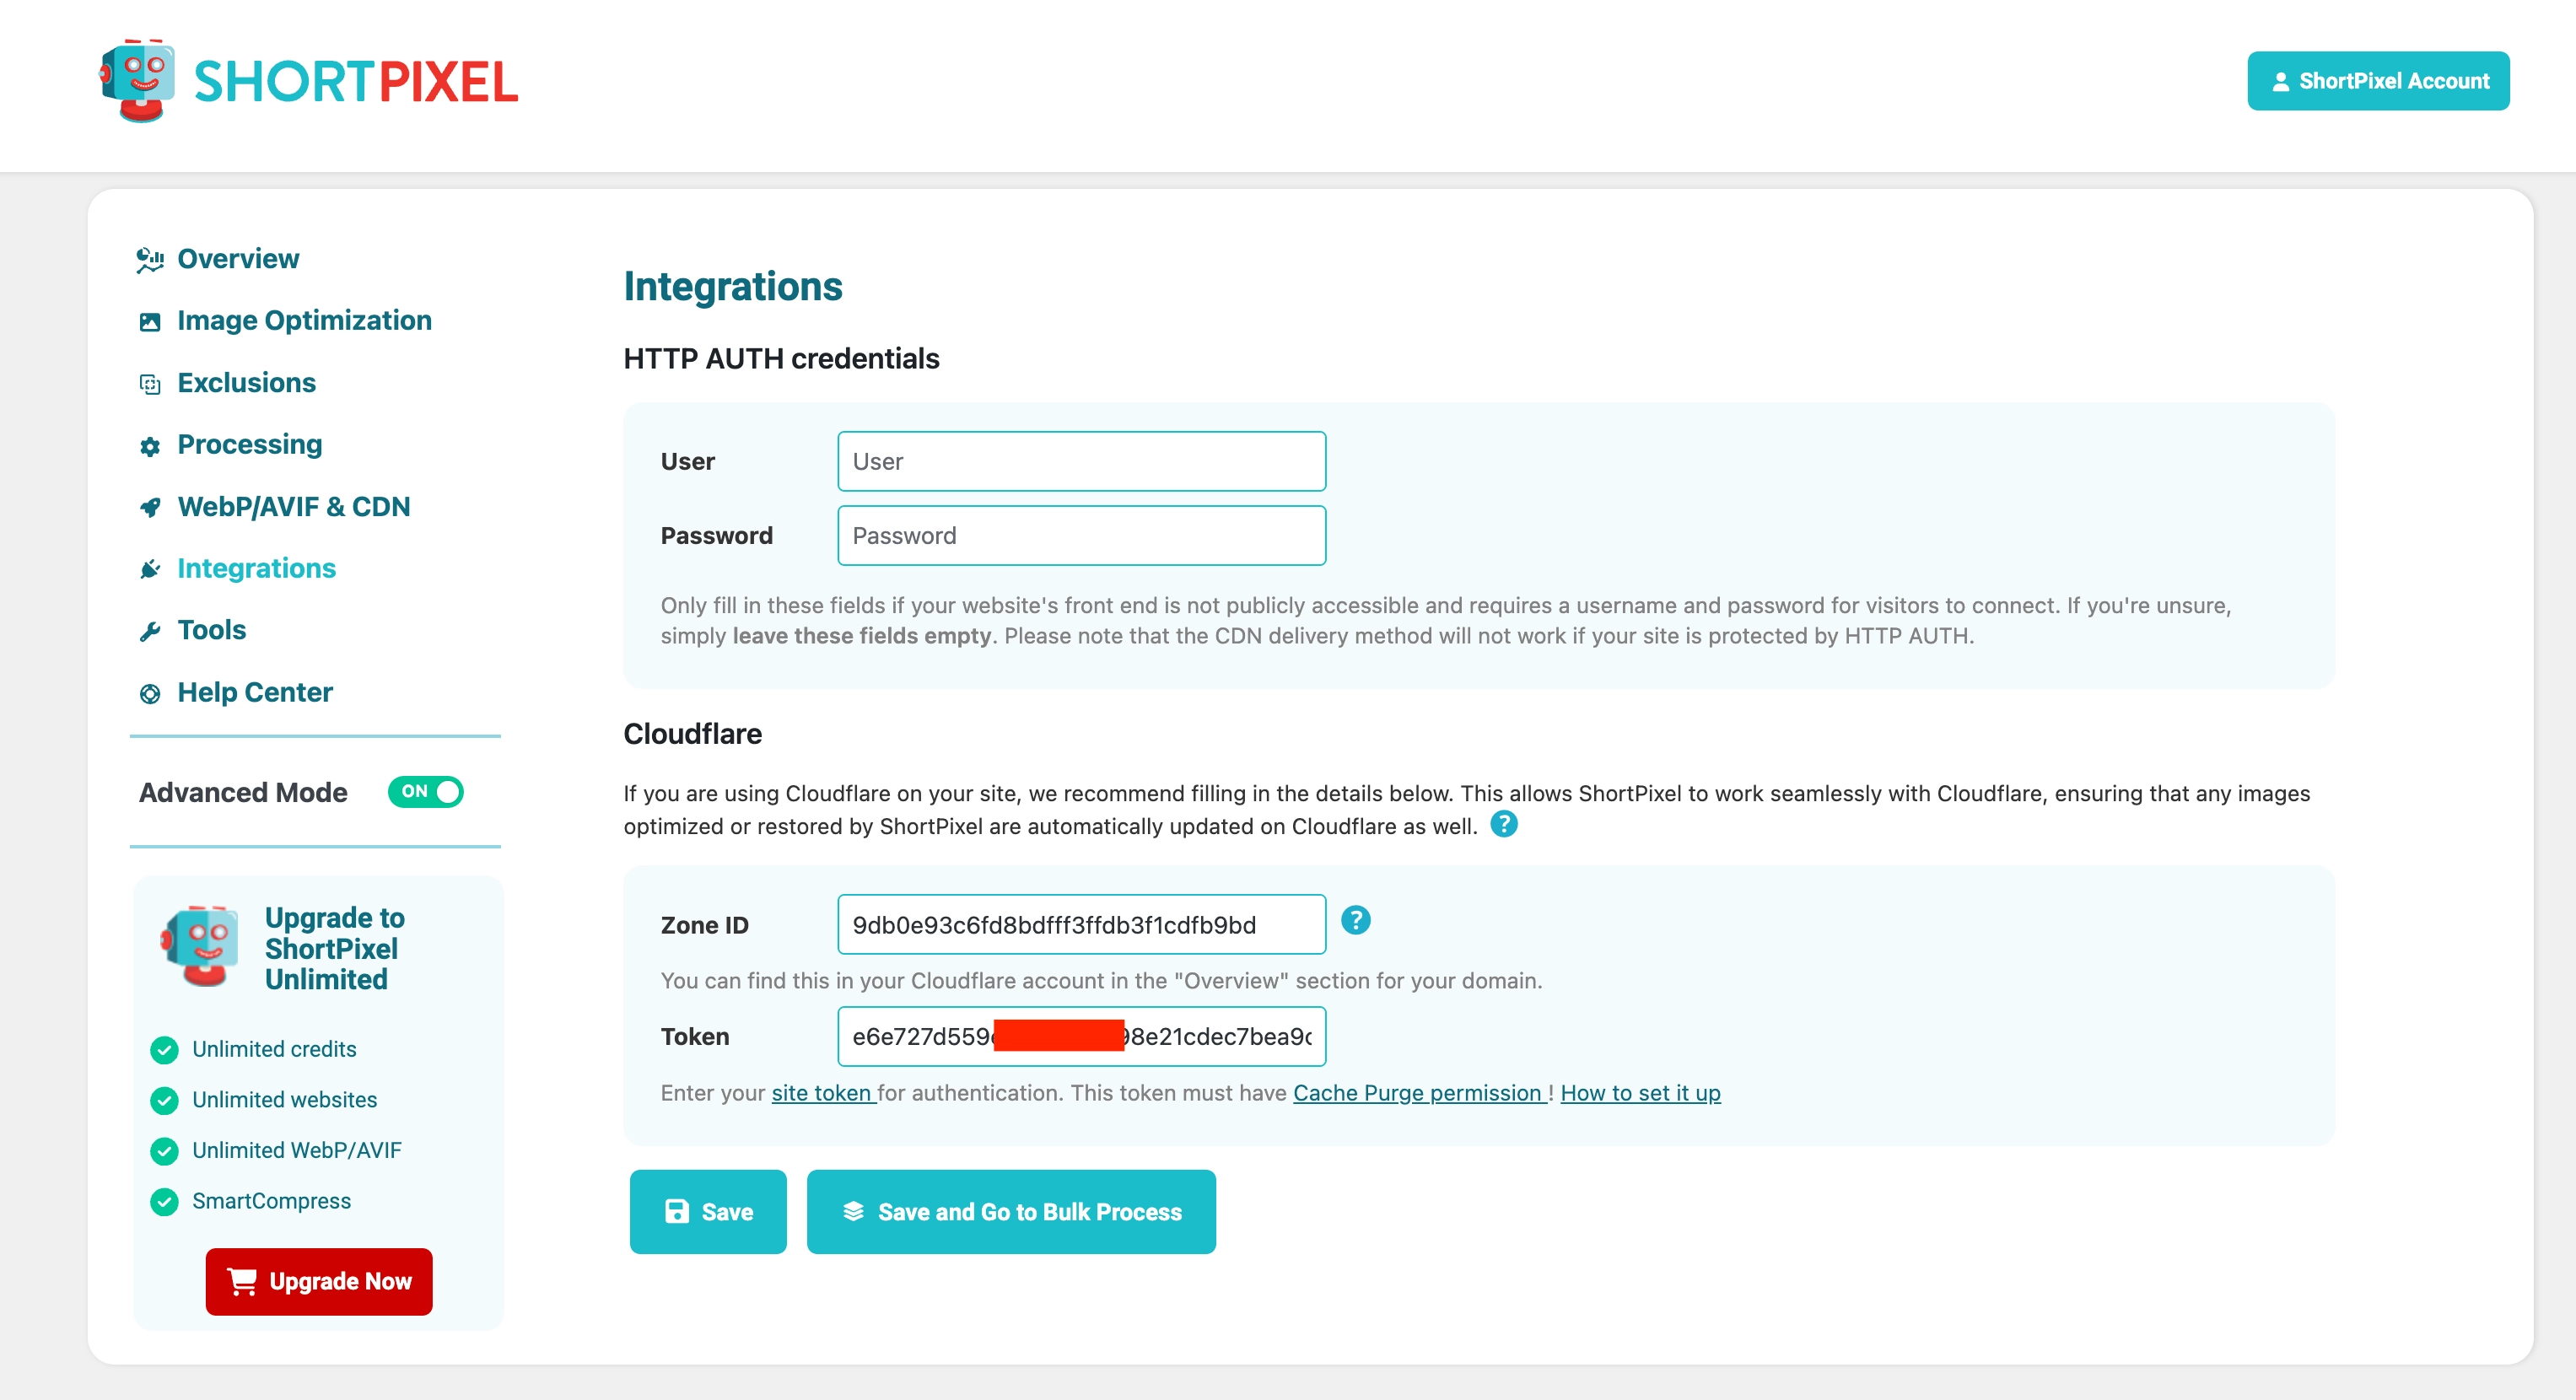 SHORTPIXEL
ShortPixel Account
Overview
Image Optimization
Exclusions
Processing
WebP/AVIF & CDN
Integrations
Tools
Help Center
Advanced Mode
ON
Upgrade to
ShortPixel
Unlimited
Unlimited credits
Unlimited websites
Unlimited WebP/AVIF
SmartCompress
Upgrade Now
Integrations
HTTP AUTH credentials
User
User
Password
Password
Only fill in these fields if your website's front end is not publicly accessible and requires a username and password for visitors to connect. If you're unsure,
simply leave these fields empty. Please note that the CDN delivery method will not work if your site is protected by HTTP AUTH.
Cloudflare
If you are using Cloudflare on your site, we recommend filling in the details below. This allows ShortPixel to work seamlessly with Cloudflare, ensuring that any images
optimized or restored by ShortPixel are automatically updated on Cloudflare as well. ?
Zone ID
9db0e93c6fd8bdfff3ffdb3f1cdfb9bd
?
You can find this in your Cloudflare account in the "Overview" section for your domain.
Token
e6e727d559 98e21cdec7bea9
Enter your site token for authentication. This token must have Cache Purge permission ! How to set it up
Save
Save and Go to Bulk Process